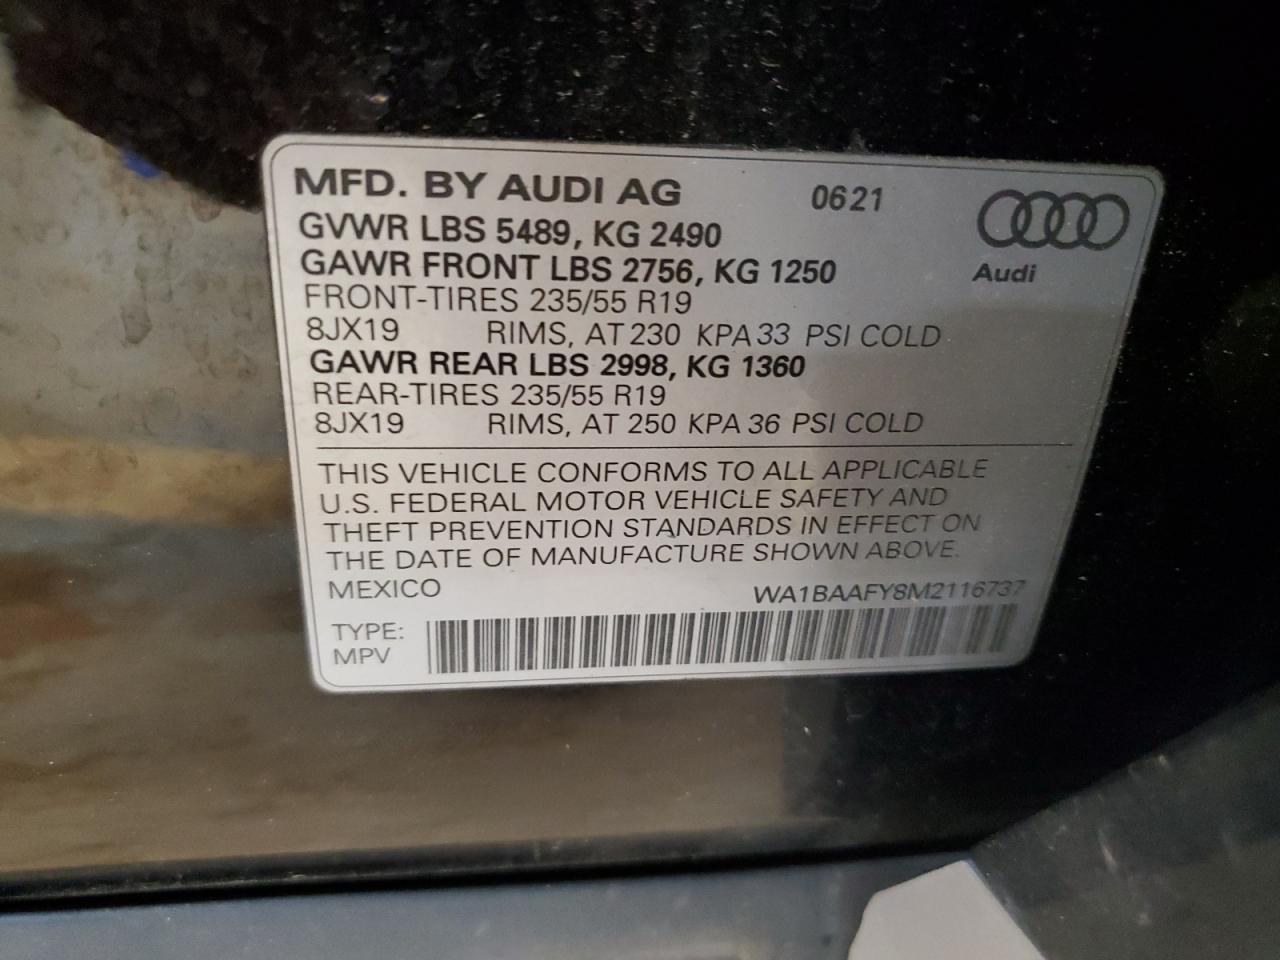 MFD. BY AUDI AG 0621
GVWR LBS 5489, KG 2490
GAWR FRONT LBS 2756, KG 1250
Audi
FRONT-TIRES 235/55 R19
8JX19 RIMS, AT 230 KPA 33 PSI COLD
GAWR REAR LBS 2998, KG 1360
REAR-TIRES 235/55 R19
8JX19 RIMS, AT 250 KPA 36 PSI COLD
THIS VEHICLE CONFORMS TO ALL APPLICABLE
U.S. FEDERAL MOTOR VEHICLE SAFETY AND
THEFT PREVENTION STANDARDS IN EFFECT ON
THE DATE OF MANUFACTURE SHOWN ABOVE.
MEXICO WA1BAAFY8M2116737
TYPE:
MPV